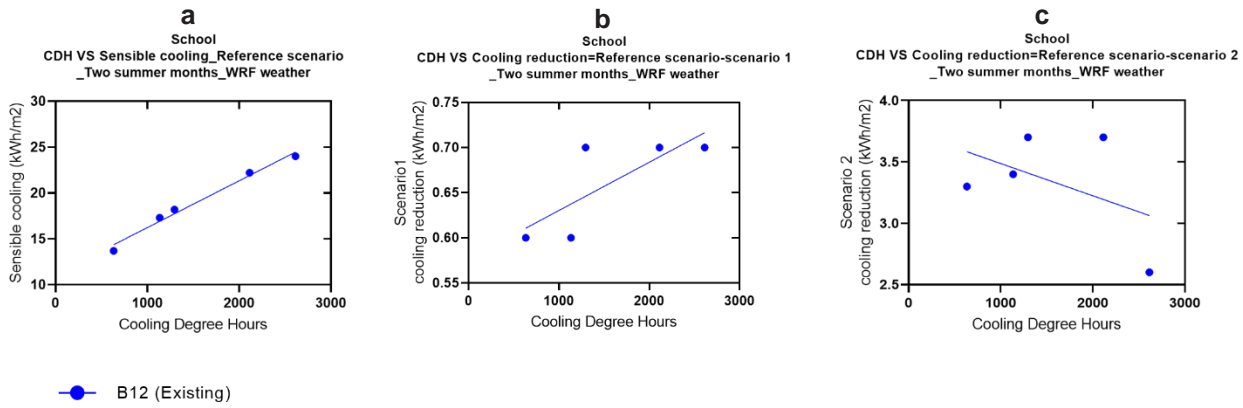 a
School
CDH VS Sensible cooling_Reference scenario
_Two summer months_WRF weather
30
25
20
15
10
Sensible cooling (kWh/m2)
0
1000
2000
3000
Cooling Degree Hours
b
School
CDH VS Cooling reduction=Reference scenario-scenario 1
_Two summer months_WRF weather
0.75
0.70
0.65
0.60
0.55
Scenario1
cooling reduction (kWh/m2)
0
1000
2000
3000
Cooling Degree Hours
c
School
CDH VS Cooling reduction=Reference scenario-scenario 2
_Two summer months_WRF weather
4.0
3.5
3.0
2.5
Scenario 2
cooling reduction (kWh/m2)
0
1000
2000
3000
Cooling Degree Hours
B12 (Existing)